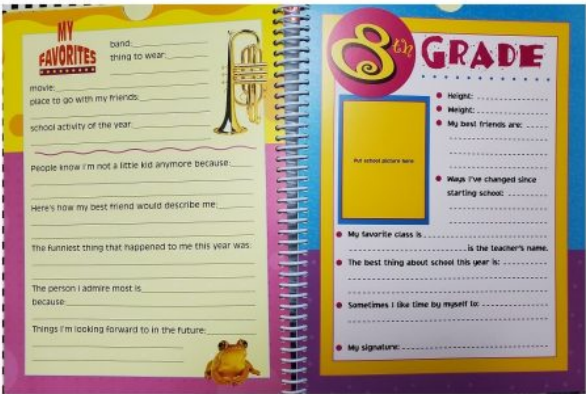 MY
FAVORITES
band:
thing to wear:
movie:
place to go with my friends:
school activity of the year:
People know I'm not a little kid anymore because:
Here's how my best friend would describe me:
The funniest thing that happened to me this year was:
The person I admire most is
because:
Things I'm looking forward to in the future:
8th GRADE
Put school picture here
Height:
Weight:
My best friends are:
Ways I've changed since
starting school:
My favorite class is
is the teacher's name.
The best thing about school this year is:
Sometimes I like time by myself to:
My signature: